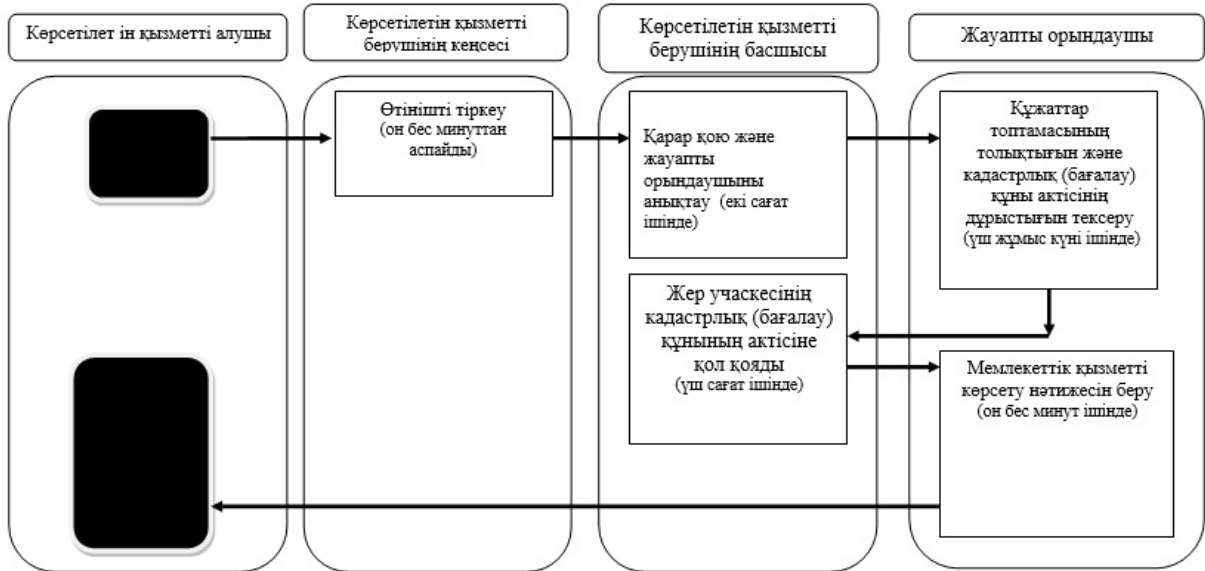 Көрсетілет ін қызметті алушы
Көрсетілетін қызметті
берушінің кеңсесі
Көрсетілетін қызметті
берушінің басшысы
Жауапты орындаушы
Өтінішті тіркеу
(он бес минуттан
аспайды)
Қарар қою және
жауапты
орындаушыны
анықтау (екі сағат
ішінде)
Құжаттар
топтамасының
толықтығын және
кадастрлық (бағалау)
құны актісінің
дұрыстығын тексеру
(үш жұмыс күні ішінде)
Жер учаскесінің
кадастрлық (бағалау)
құнының актісіне
қол қояды
(үш сағат ішінде)
Мемлекеттік қызметті
көрсету нәтижесін беру
(он бес минут ішінде)